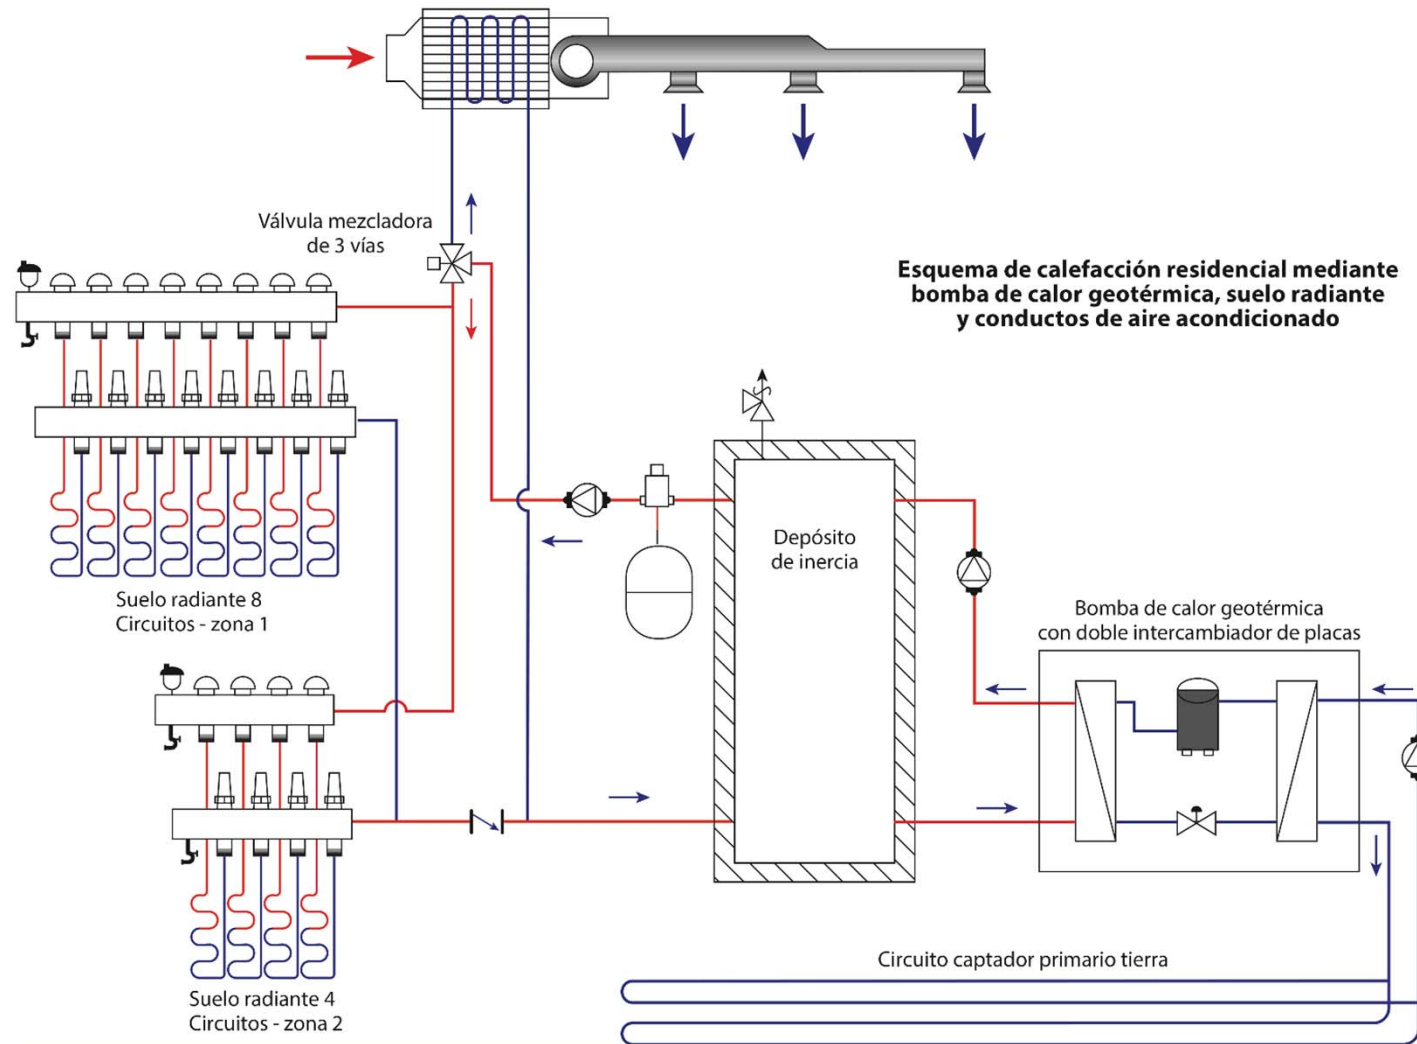 Válvula mezcladora
de 3 vías
Esquema de calefacción residencial mediante
bomba de calor geotérmica, suelo radiante
y conductos de aire acondicionado
Depósito
de inercia
Suelo radiante 8
Circuitos - zona 1
Bomba de calor geotérmica
con doble intercambiador de placas
Circuito captador primario tierra
Suelo radiante 4
Circuitos - zona 2